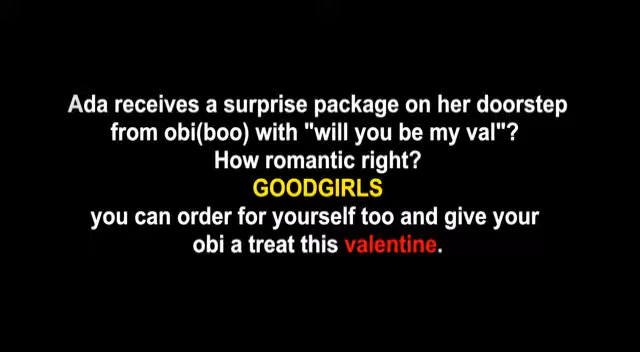 Ada receives a surprise package on her doorstep
from obi(boo) with "will you be my val"?
How romantic right?
GOODGIRLS
you can order for yourself too and give your
obi a treat this valentine.